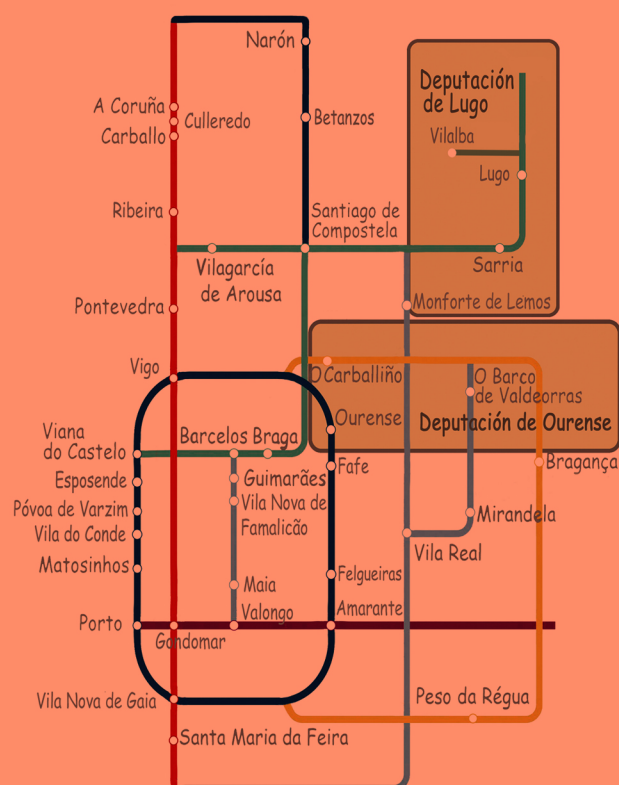 Narón
Deputación
de Lugo
A Coruña
Culleredo
Betanzos
Carballo
Vilalba
Lugo
Ribeira
Santiago de
Compostela
Vilagarcía
de Arousa
Sarria
Pontevedra
Monforte de Lemos
Vigo
O Carballiño
O Barco
de Valdeorras
Ourense
Deputación de Ourense
Viana
do Castelo
Barcelos
Braga
Fafe
Bragança
Esposende
Guimarães
Póvoa de Varzim
Vila Nova de
Famalicão
Mirandela
Vila do Conde
Vila Real
Matosinhos
Maia
Felgueiras
Valongo
Amarante
Porto
Gondomar
Vila Nova de Gaia
Peso da Régua
Santa Maria da Feira